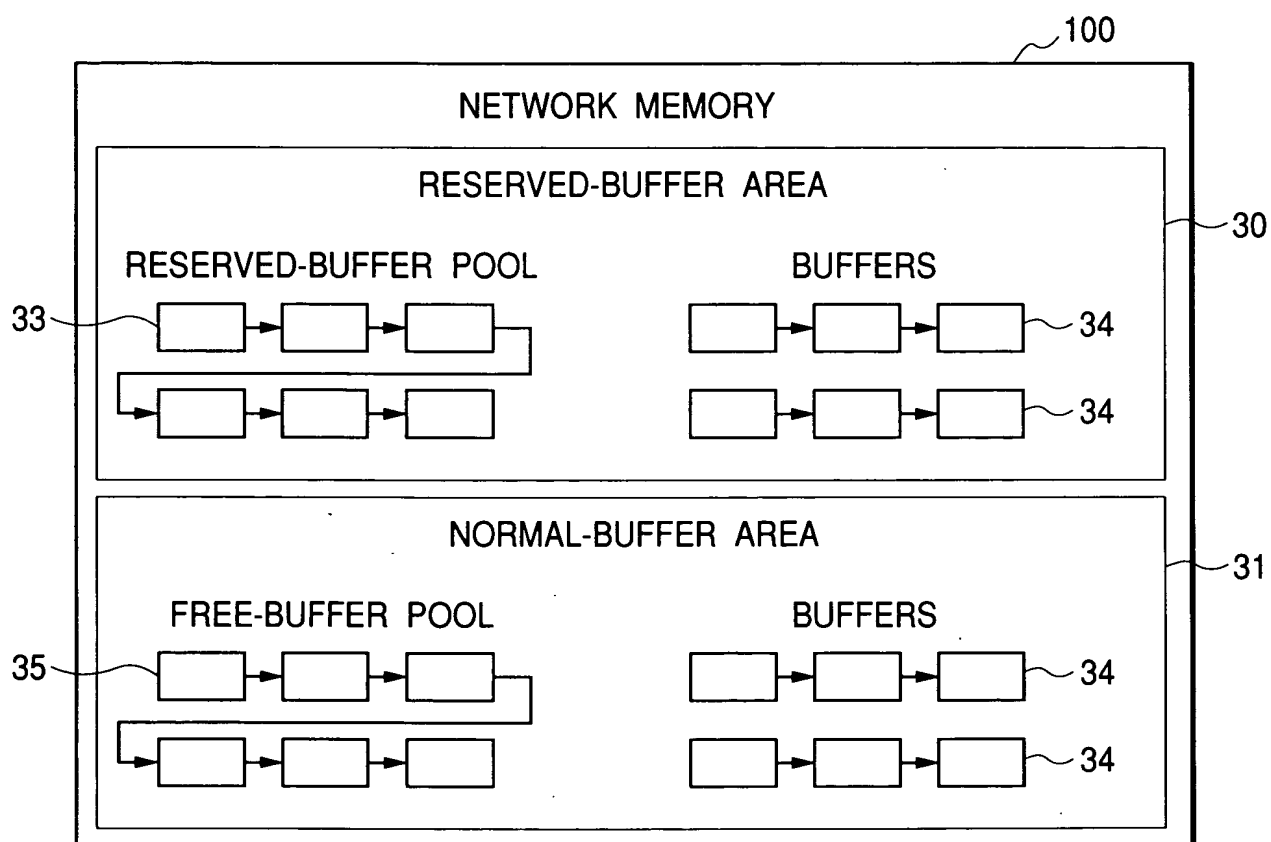 100
NETWORK MEMORY
RESERVED-BUFFER AREA
30
RESERVED-BUFFER POOL
BUFFERS
33
34
34
NORMAL-BUFFER AREA
31
FREE-BUFFER POOL
BUFFERS
35
34
34